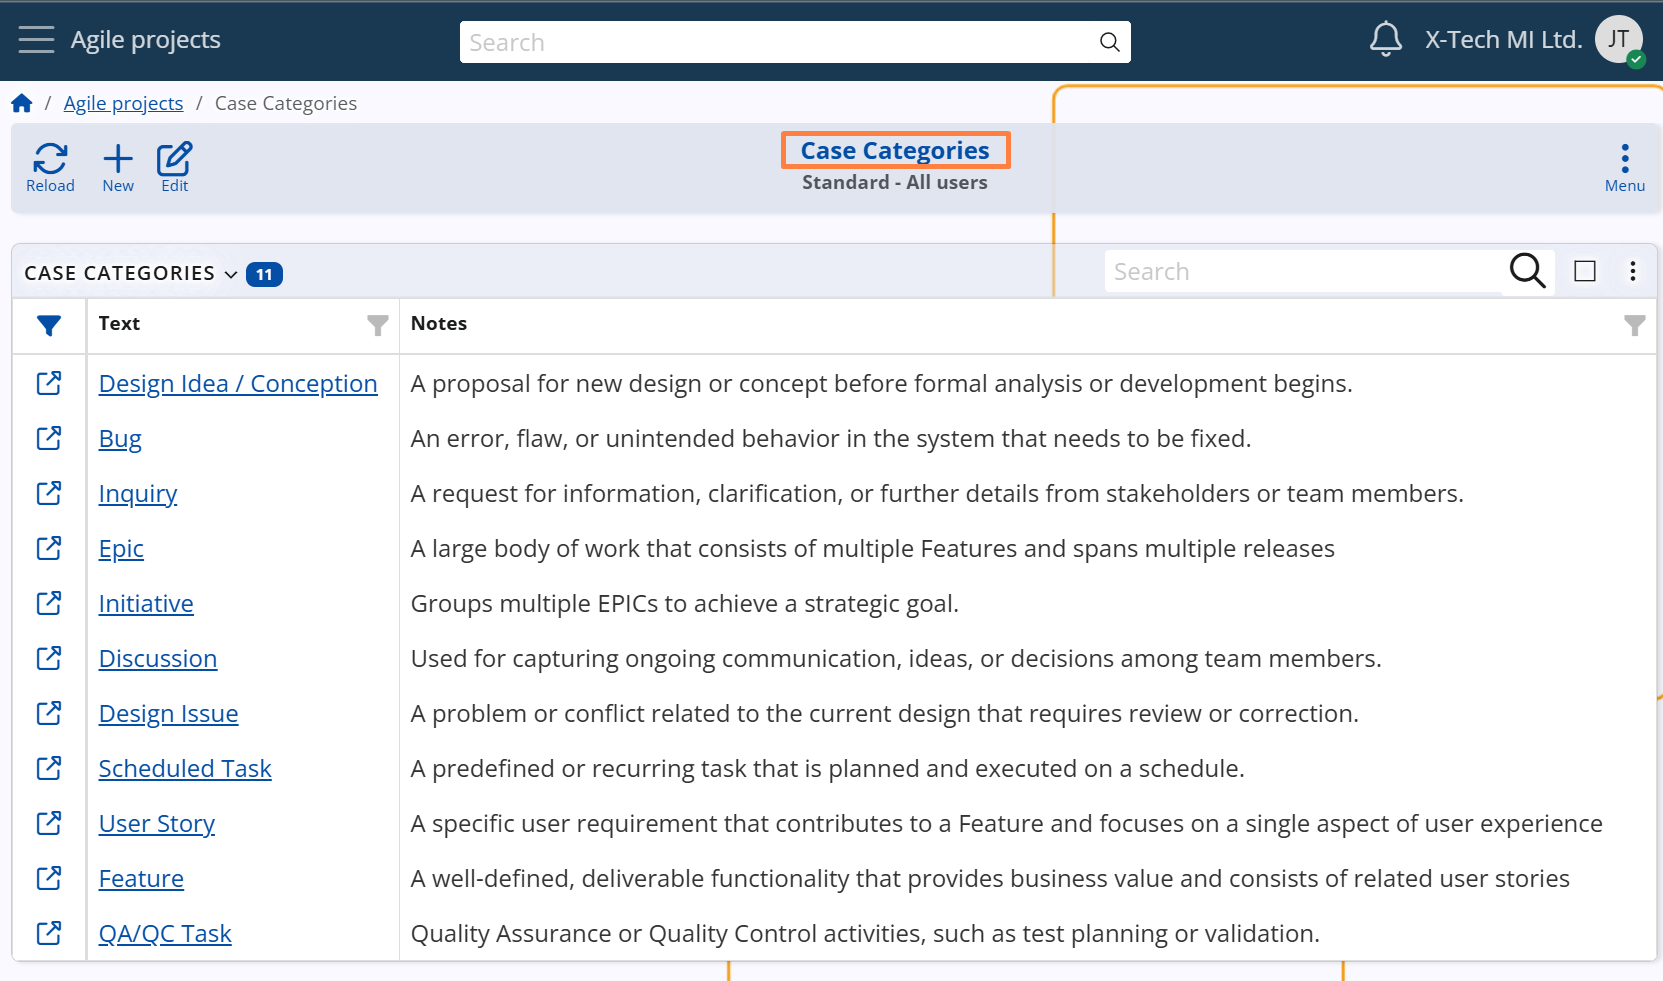 Agile projects
Search
X-Tech MI Ltd.
JT
/ Agile projects / Case Categories
Reload
New
Edit
Case Categories
Standard - All users
Menu
CASE CATEGORIES 11
Search
Text
Notes
Design Idea / Conception A proposal for new design or concept before formal analysis or development begins.
Bug An error, flaw, or unintended behavior in the system that needs to be fixed.
Inquiry A request for information, clarification, or further details from stakeholders or team members.
Epic A large body of work that consists of multiple Features and spans multiple releases
Initiative Groups multiple EPICs to achieve a strategic goal.
Discussion Used for capturing ongoing communication, ideas, or decisions among team members.
Design Issue A problem or conflict related to the current design that requires review or correction.
Scheduled Task A predefined or recurring task that is planned and executed on a schedule.
User Story A specific user requirement that contributes to a Feature and focuses on a single aspect of user experience
Feature A well-defined, deliverable functionality that provides business value and consists of related user stories
QA/QC Task Quality Assurance or Quality Control activities, such as test planning or validation.